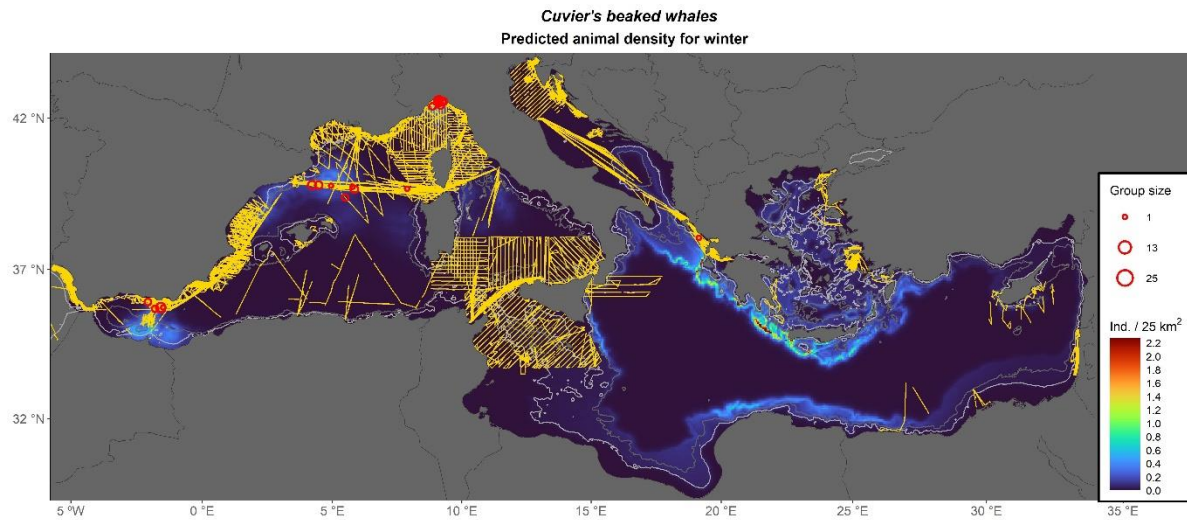 Cuvier's beaked whales
Predicted animal density for winter
42 °N
37 °N
32 °N
5 °W
0 °E
5 °E
10 °E
15 °E
20 °E
25 °E
30 °E
35 °E
Group size
1
13
25
Ind. / 25 km²
2.2
2.0
1.8
1.6
1.4
1.2
1.0
0.8
0.6
0.4
0.2
0.0